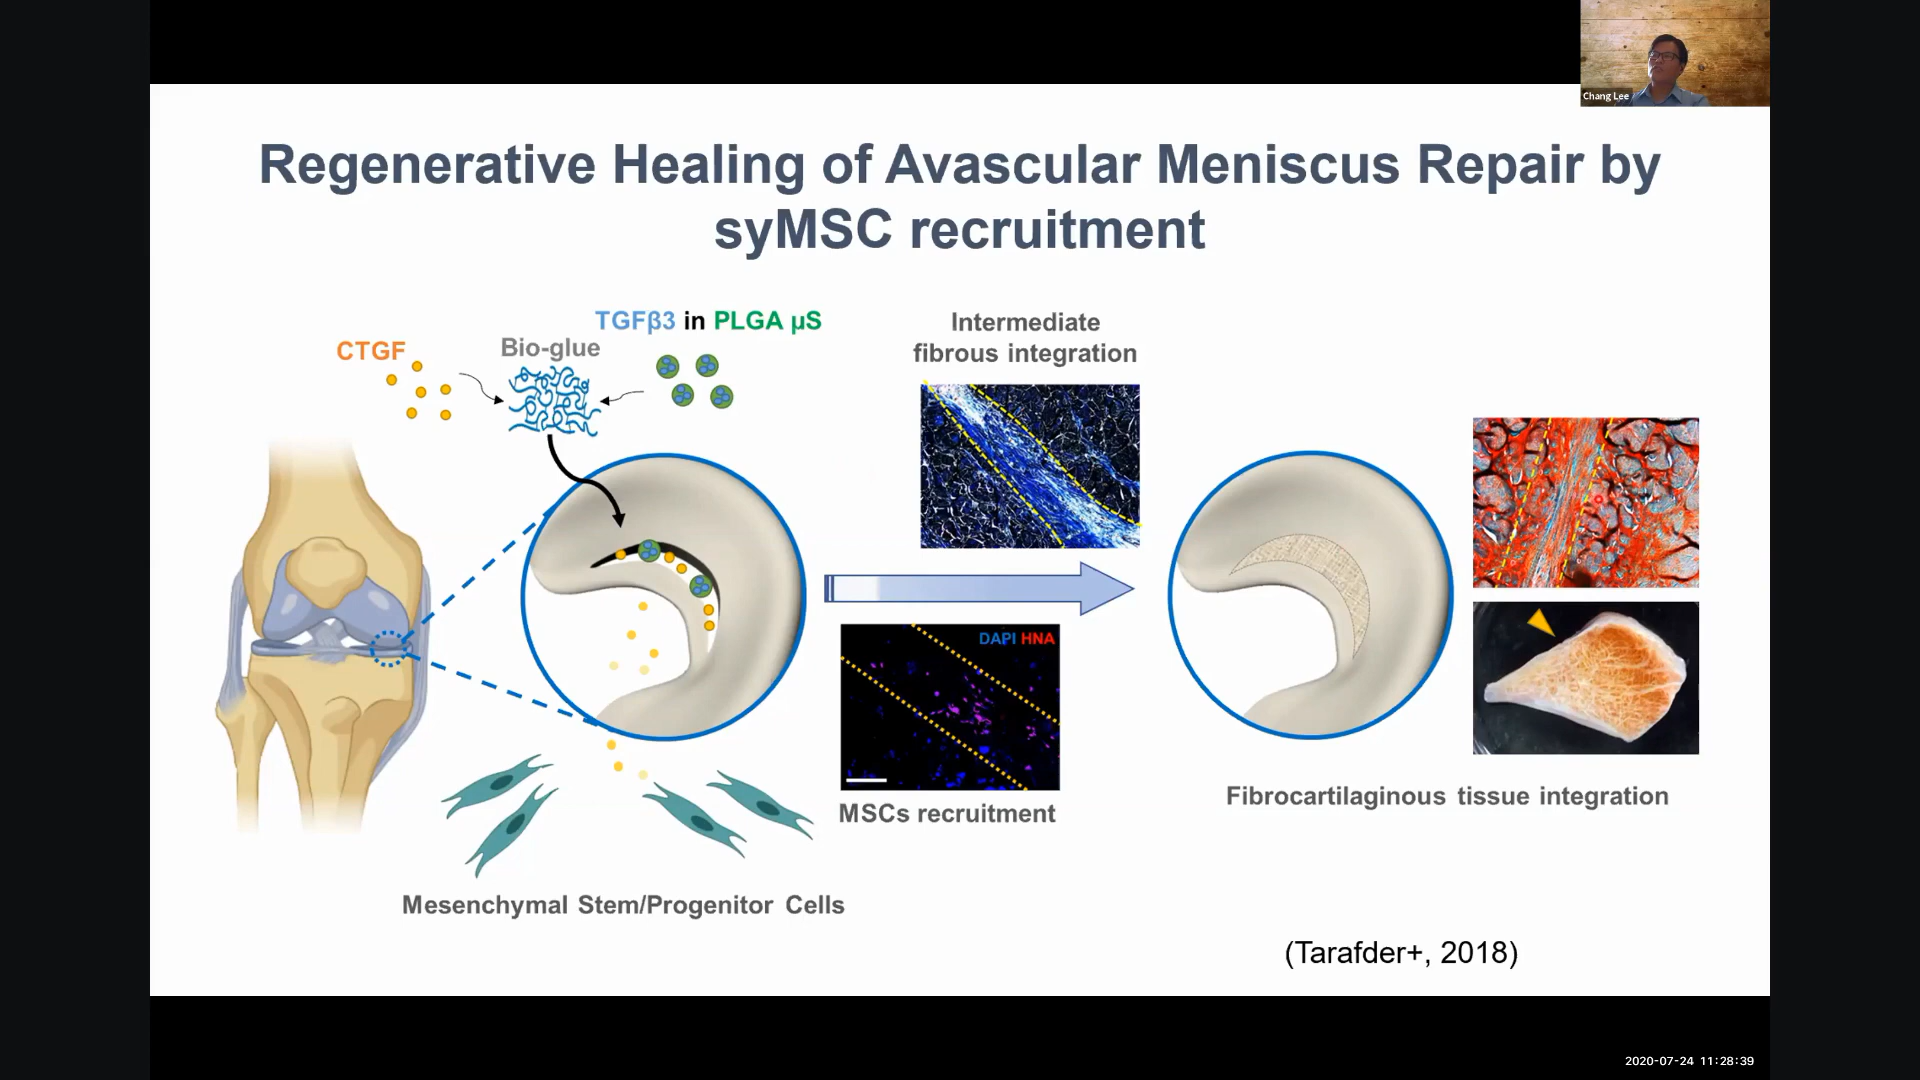 Chang Lee
Regenerative Healing of Avascular Meniscus Repair by
syMSC recruitment
CTGF
Bio-glue
TGFβ3 in PLGA µS
Intermediate
fibrous integration
DAPI HNA
MSCs recruitment
Fibrocartilaginous tissue integration
Mesenchymal Stem/Progenitor Cells
(Tarafder+, 2018)
2020-07-24 11:28:39